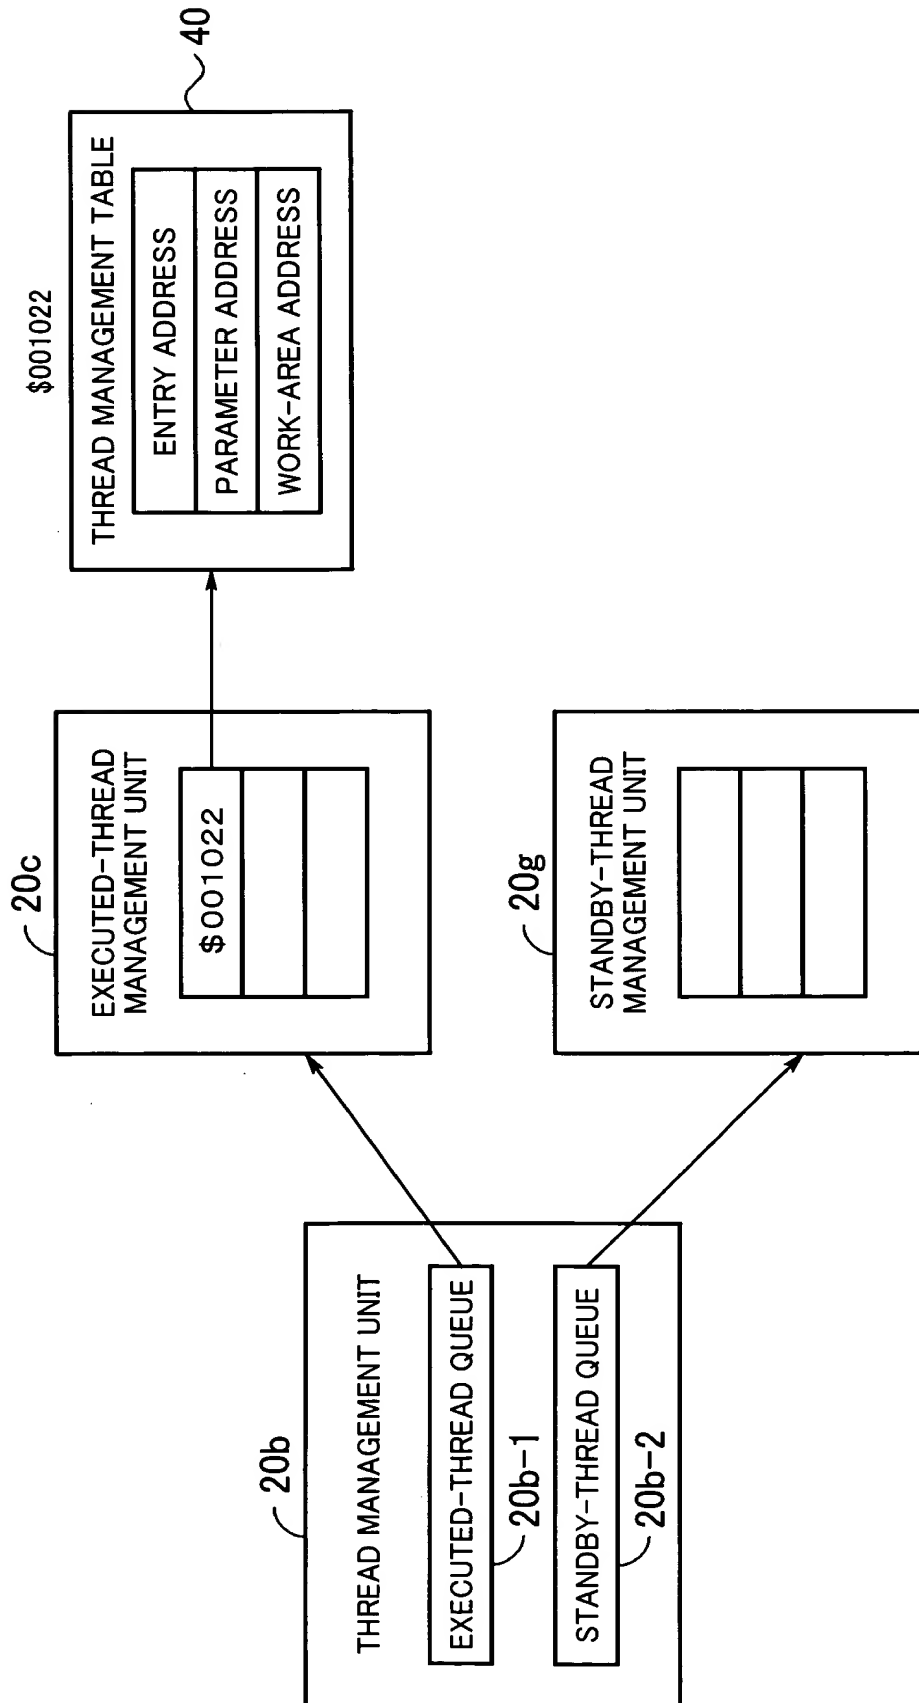 20b
THREAD MANAGEMENT UNIT
EXECUTED-THREAD QUEUE
20b-1
STANDBY-THREAD QUEUE
20b-2
20c
EXECUTED-THREAD
MANAGEMENT UNIT
$001022
20g
STANDBY-THREAD
MANAGEMENT UNIT
$001022
THREAD MANAGEMENT TABLE
40
ENTRY ADDRESS
PARAMETER ADDRESS
WORK-AREA ADDRESS